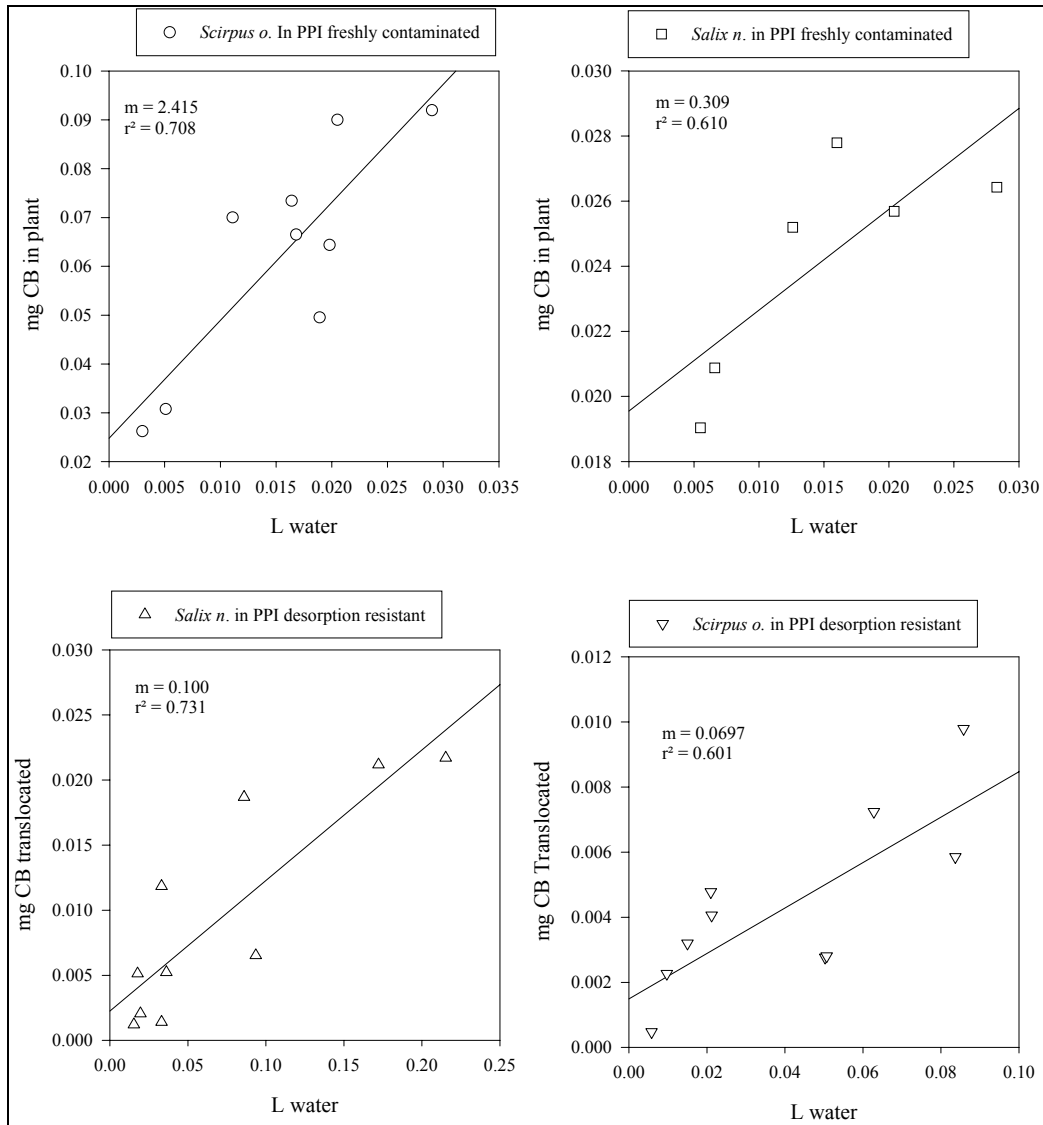 Scirpus o. In PPI freshly contaminated
m = 2.415
r² = 0.708
mg CB in plant
0.10
0.09
0.08
0.07
0.06
0.05
0.04
0.03
0.02
0.000 0.005 0.010 0.015 0.020 0.025 0.030 0.035
L water
Salix n. in PPI freshly contaminated
m = 0.309
r² = 0.610
mg CB in plant
0.030
0.028
0.026
0.024
0.022
0.020
0.018
0.000 0.005 0.010 0.015 0.020 0.025 0.030
L water
Salix n. in PPI desorption resistant
m = 0.100
r² = 0.731
mg CB translocated
0.030
0.025
0.020
0.015
0.010
0.005
0.000
0.00 0.05 0.10 0.15 0.20 0.25
L water
Scirpus o. in PPI desorption resistant
m = 0.0697
r² = 0.601
mg CB Translocated
0.012
0.010
0.008
0.006
0.004
0.002
0.000
0.00 0.02 0.04 0.06 0.08 0.10
L water